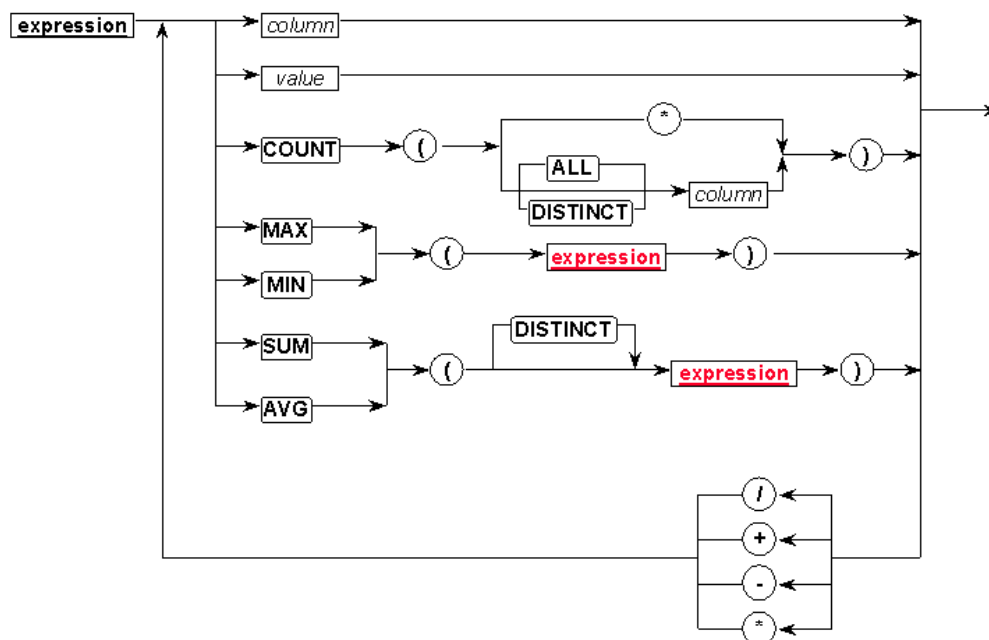 expression
column
value
COUNT ( * )
ALL
DISTINCT
column
MAX
MIN
( expression )
SUM
AVG
( DISTINCT
expression )
/
+
-
*